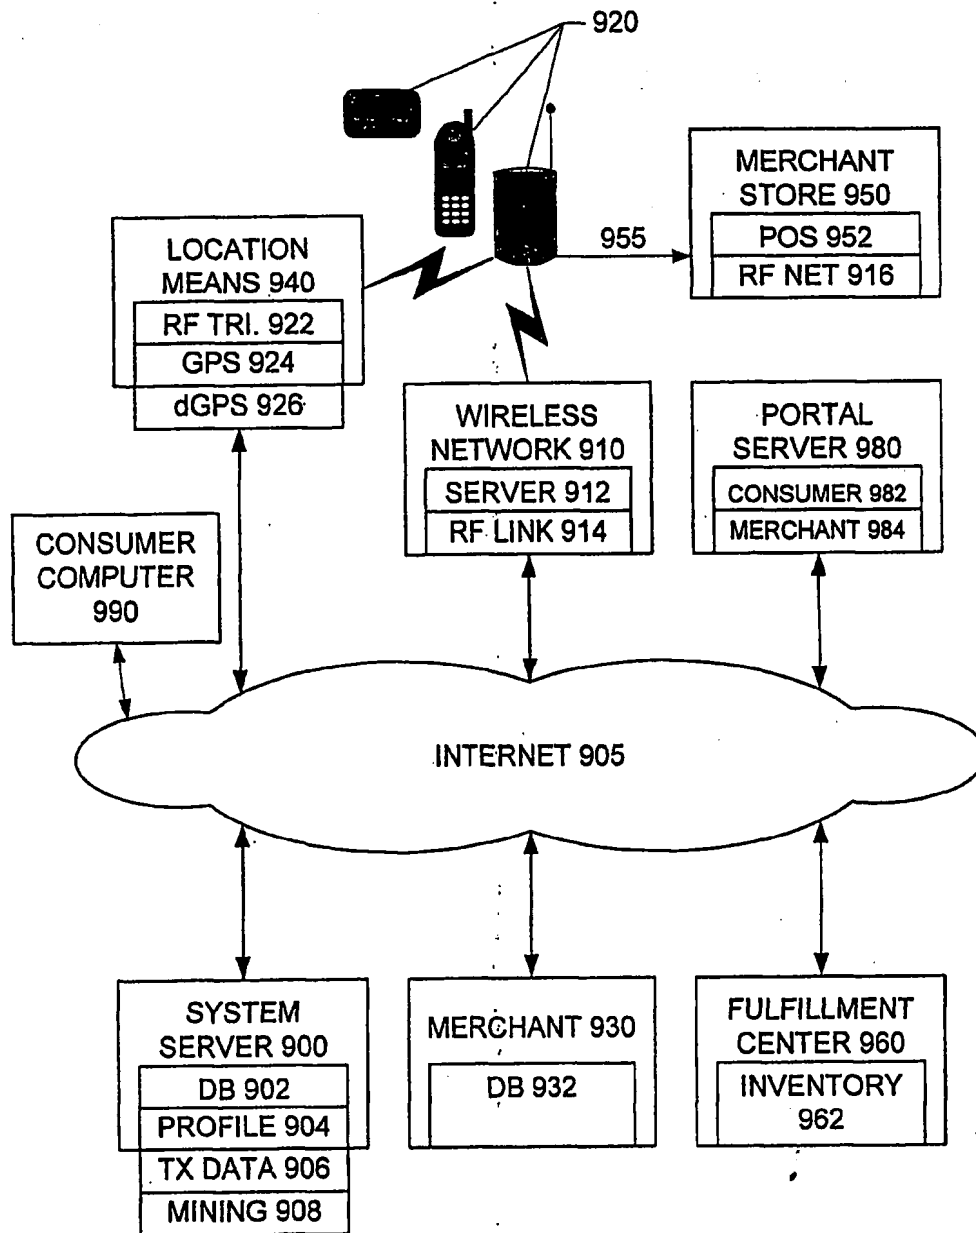 920
MERCHANT
STORE 950
POS 952
RF NET 916
955
LOCATION
MEANS 940
RF TRI. 922
GPS 924
dGPS 926
WIRELESS
NETWORK 910
SERVER 912
RF LINK 914
PORTAL
SERVER 980
CONSUMER 982
MERCHANT 984
CONSUMER
COMPUTER
990
INTERNET 905
SYSTEM
SERVER 900
DB 902
PROFILE 904
TX DATA 906
MINING 908
MERCHANT 930
DB 932
FULFILLMENT
CENTER 960
INVENTORY
962